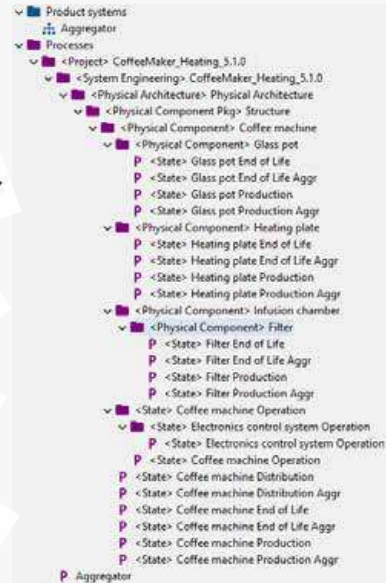 Product systems
Aggregator
Processes
<Project> CoffeeMaker_Heating_5.1.0
<System Engineering> CoffeeMaker_Heating_5.1.0
<Physical Architecture> Physical Architecture
<Physical Component Pkg> Structure
<Physical Component> Coffee machine
<Physical Component> Glass pot
P <State> Glass pot End of Life
P <State> Glass pot End of Life Aggr
P <State> Glass pot Production
P <State> Glass pot Production Aggr
<Physical Component> Heating plate
P <State> Heating plate End of Life
P <State> Heating plate End of Life Aggr
P <State> Heating plate Production
P <State> Heating plate Production Aggr
<Physical Component> Infusion chamber
<Physical Component> Filter
P <State> Filter End of Life
P <State> Filter End of Life Aggr
P <State> Filter Production
P <State> Filter Production Aggr
<State> Coffee machine Operation
<State> Electronics control system Operation
P <State> Electronics control system Operation
P <State> Coffee machine Operation
P <State> Coffee machine Distribution
P <State> Coffee machine Distribution Aggr
P <State> Coffee machine End of Life
P <State> Coffee machine End of Life Aggr
P <State> Coffee machine Production
P <State> Coffee machine Production Aggr
P Aggregator